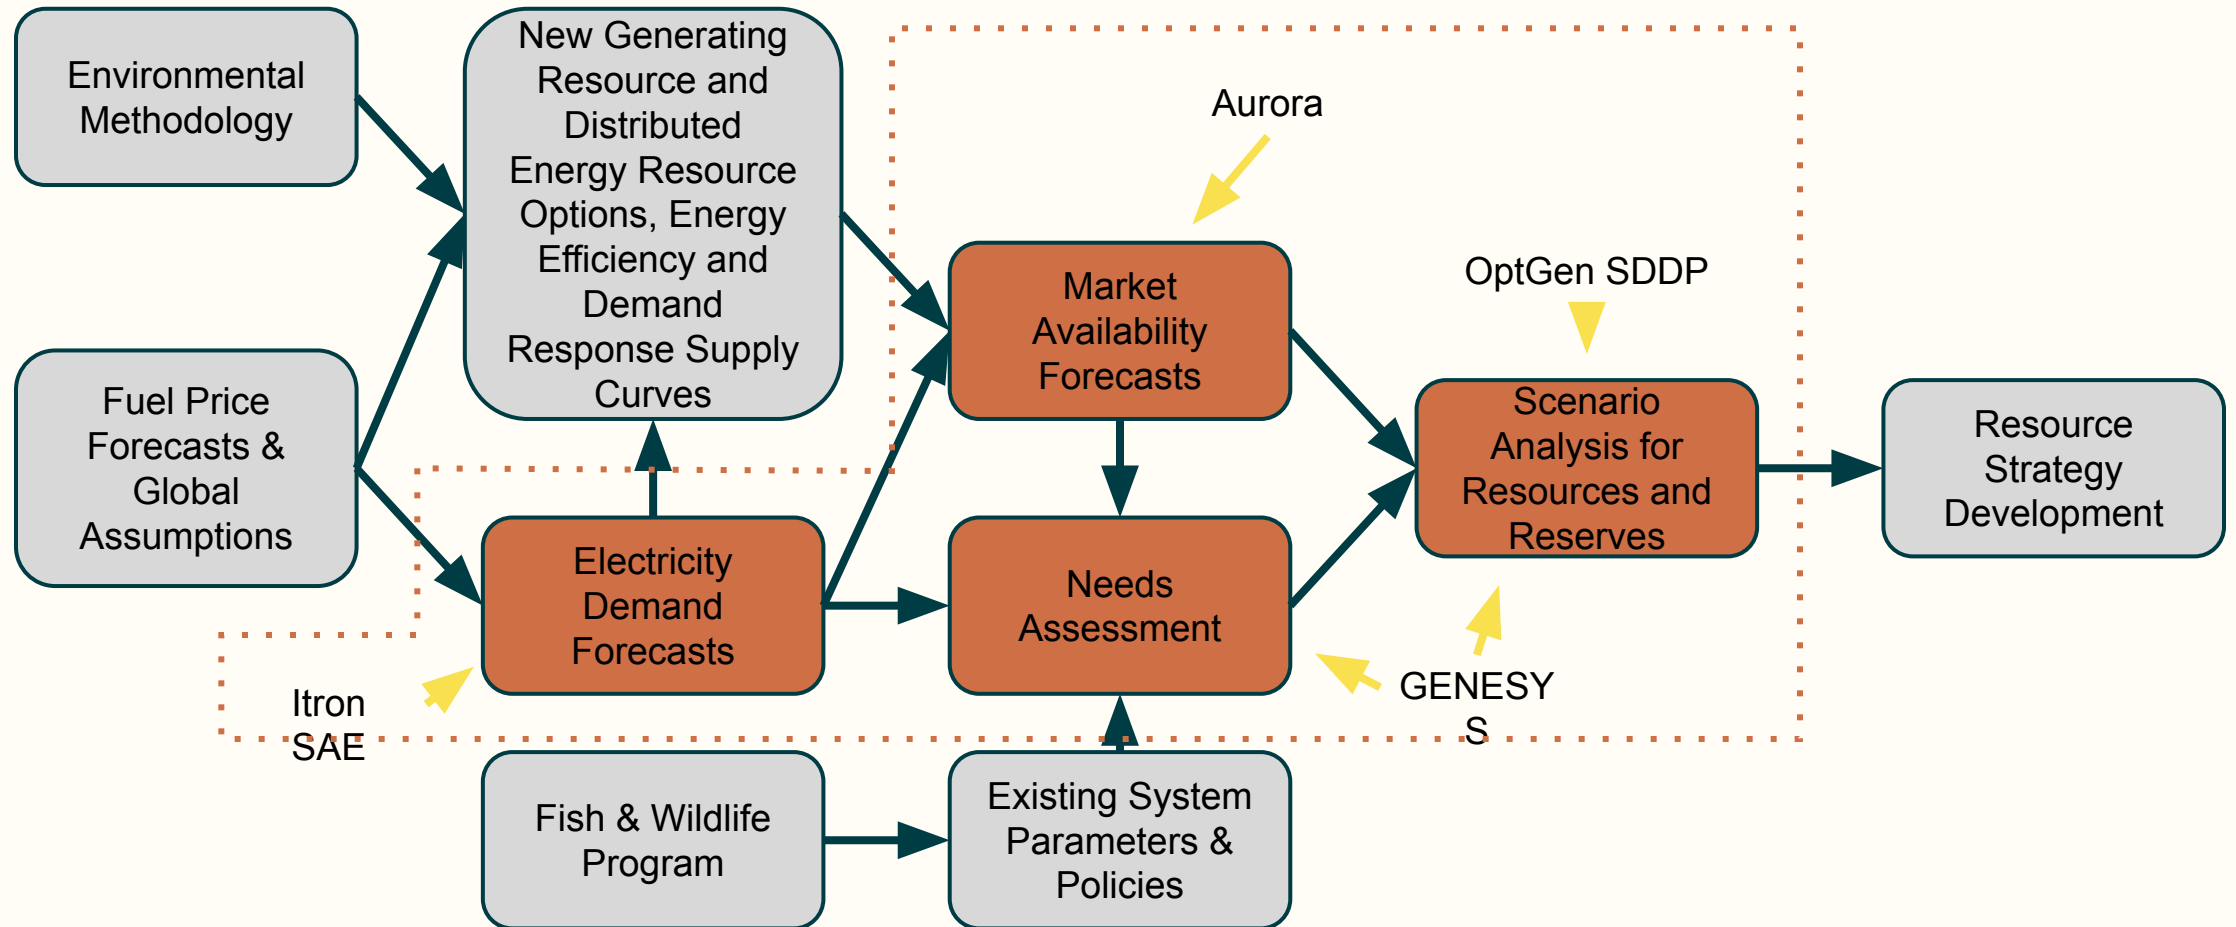 Environmental
Methodology
New Generating
Resource and
Distributed
Energy Resource
Options, Energy
Efficiency and
Demand
Response Supply
Curves
Aurora
OptGen SDDP
Market
Availability
Forecasts
Fuel Price
Forecasts &
Global
Assumptions
Scenario
Analysis for
Resources and
Reserves
Resource
Strategy
Development
Electricity
Demand
Forecasts
Needs
Assessment
Itron
SAE
GENESY
S
Fish & Wildlife
Program
Existing System
Parameters &
Policies